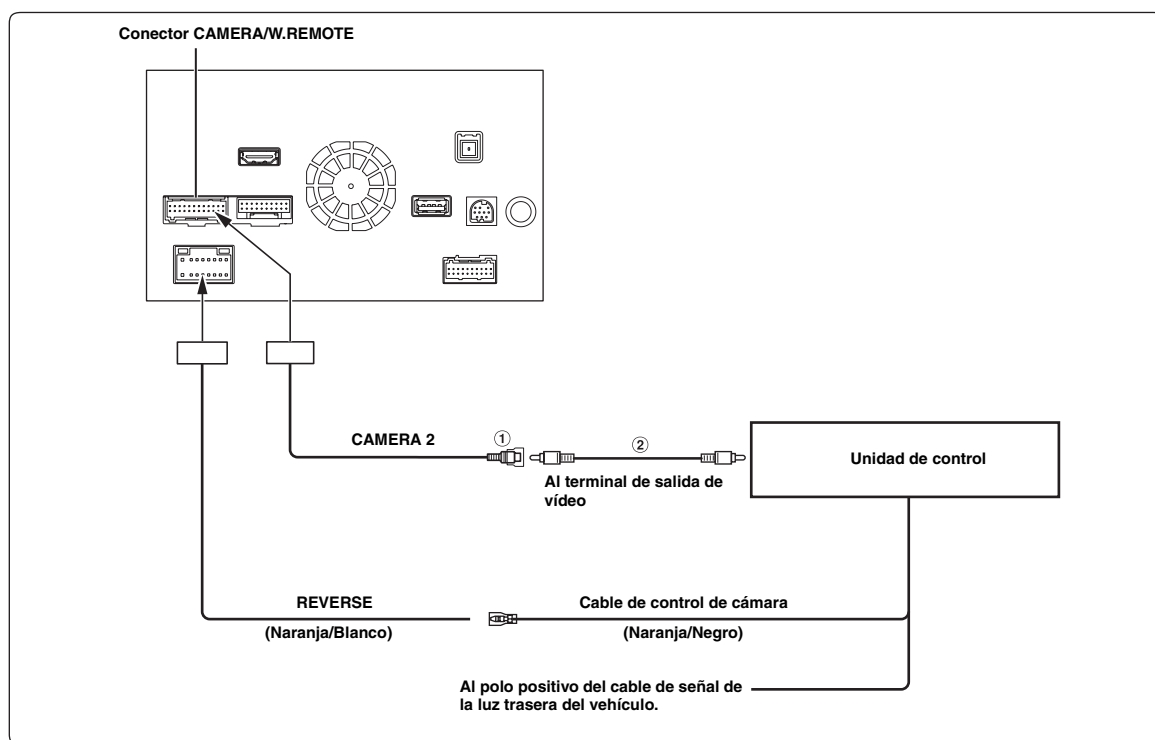 Conector CAMERA/W.REMOTE
CAMERA 2
①
②
Unidad de control
Al terminal de salida de
vídeo
REVERSE
Cable de control de cámara
(Naranja/Blanco)
(Naranja/Negro)
Al polo positivo del cable de señal de
la luz trasera del vehículo.